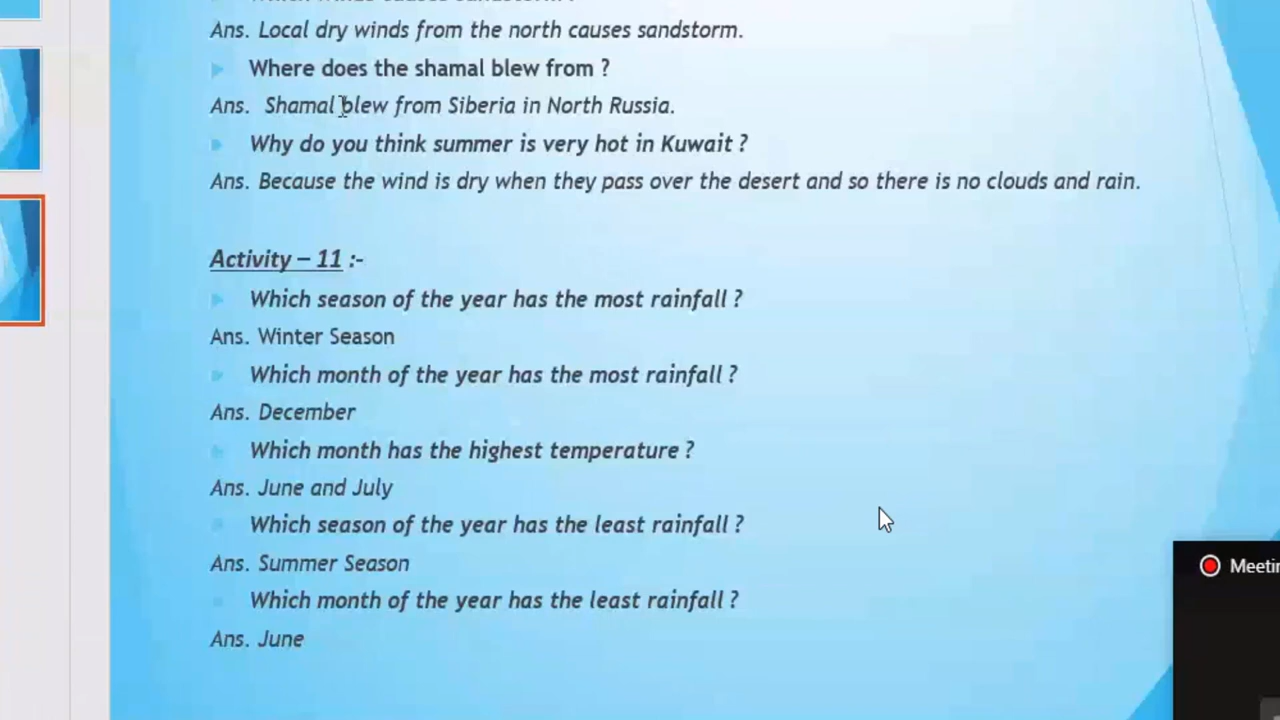 Ans. Local dry winds from the north causes sandstorm.
Where does the shamal blew from ?
Ans. Shamal blew from Siberia in North Russia.
Why do you think summer is very hot in Kuwait ?
Ans. Because the wind is dry when they pass over the desert and so there is no clouds and rain.
Activity – 11 :-
Which season of the year has the most rainfall ?
Ans. Winter Season
Which month of the year has the most rainfall ?
Ans. December
Which month has the highest temperature ?
Ans. June and July
Which season of the year has the least rainfall ?
Ans. Summer Season
Which month of the year has the least rainfall ?
Ans. June